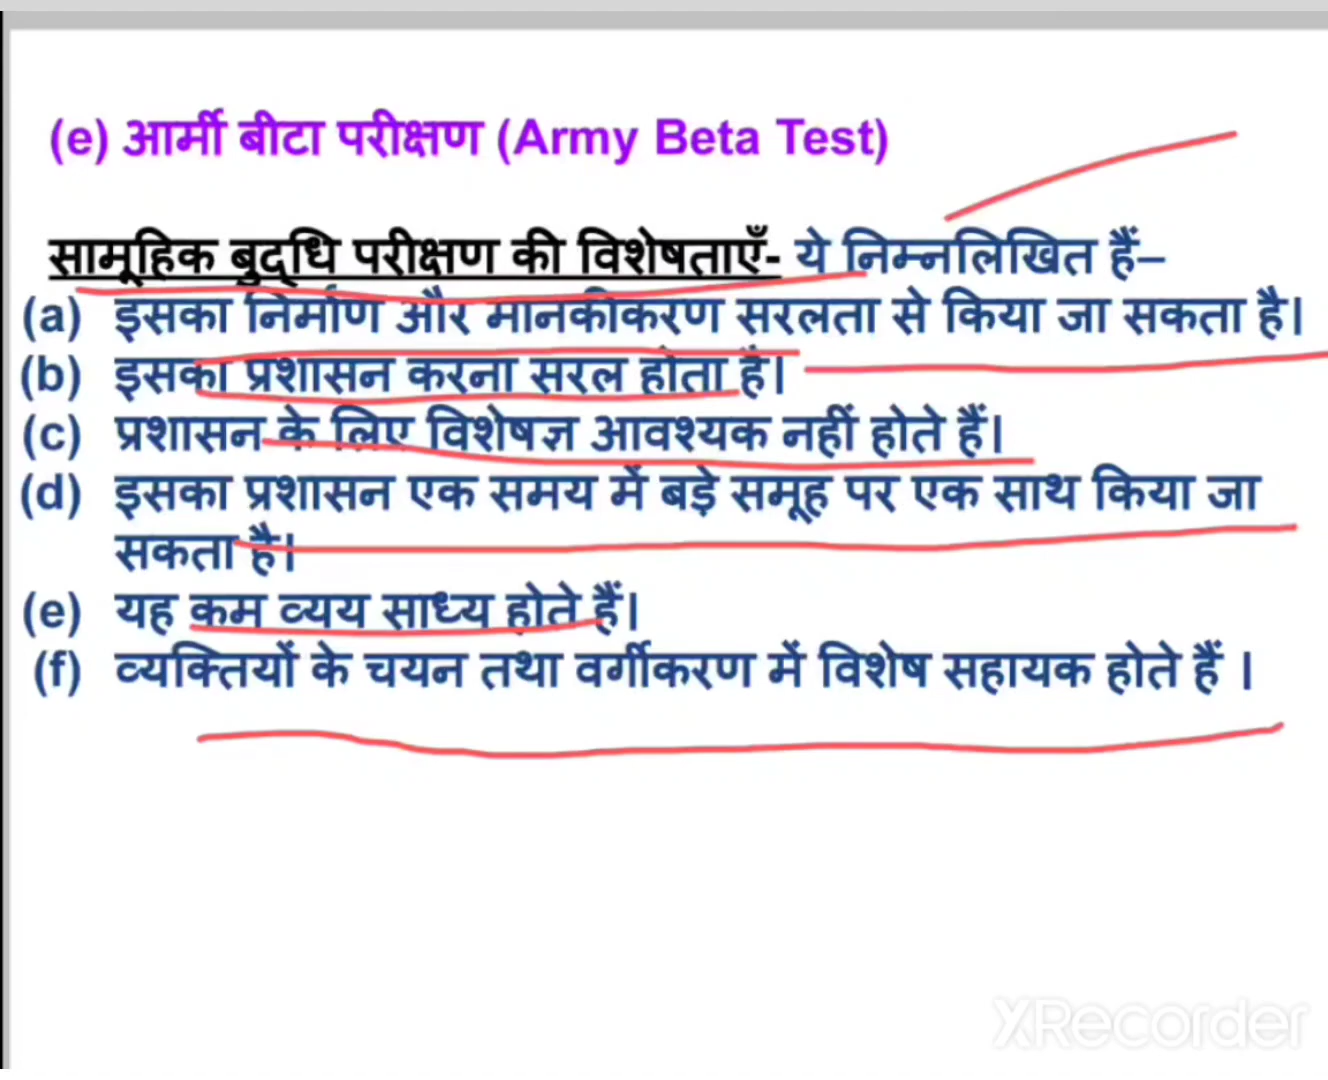 (e) आर्मी बीटा परीक्षण (Army Beta Test)
सामूहिक बुद्धि परीक्षण की विशेषताएँ- ये निम्नलिखित हैं–
(a) इसका निर्माण और मानकीकरण सरलता से किया जा सकता है।
(b) इसका प्रशासन करना सरल होता है।
(c) प्रशासन के लिए विशेषज्ञ आवश्यक नहीं होते हैं।
(d) इसका प्रशासन एक समय में बड़े समूह पर एक साथ किया जा
सकता है।
(e) यह कम व्यय साध्य होते हैं।
(f) व्यक्तियों के चयन तथा वर्गीकरण में विशेष सहायक होते हैं ।
XRecorder